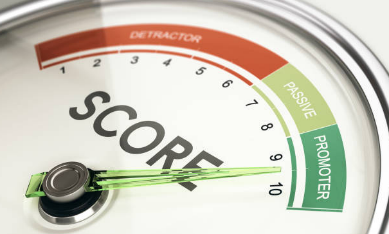 DETRACTOR
PASSIVE
PROMOTER
1 2 3 4 5 6 7 8 9 10
SCORE